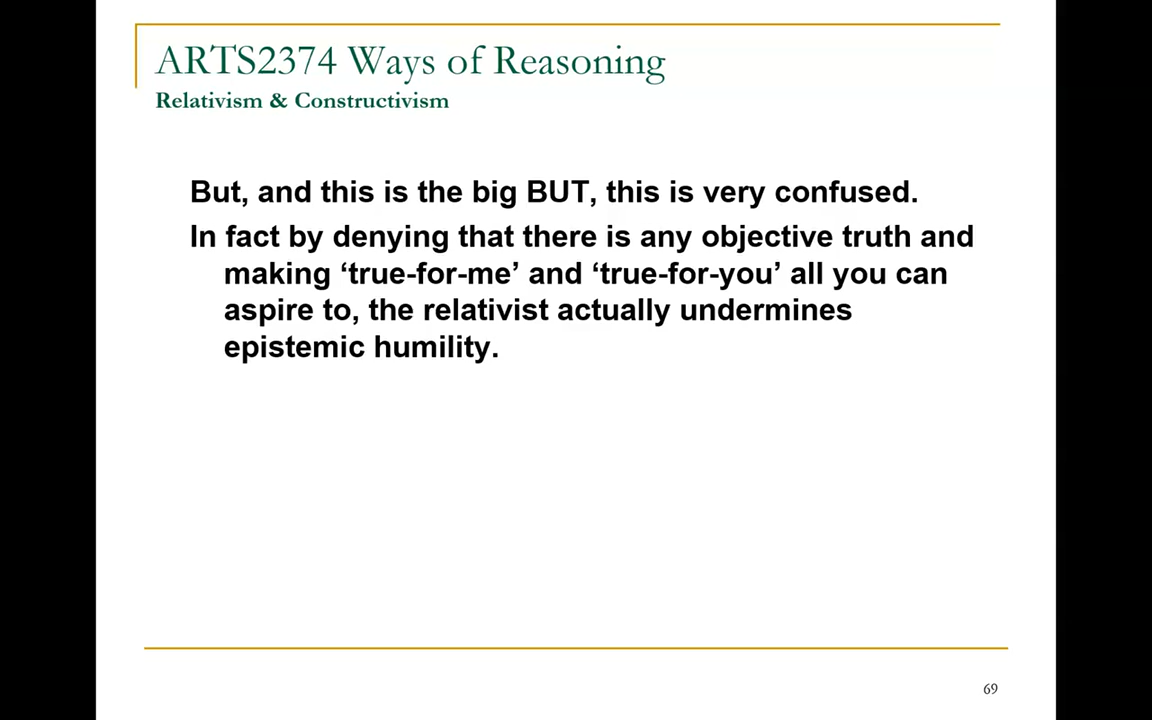 ARTS2374 Ways of Reasoning
Relativism & Constructivism
But, and this is the big BUT, this is very confused.
In fact by denying that there is any objective truth and
making ‘true-for-me’ and ‘true-for-you’ all you can
aspire to, the relativist actually undermines
epistemic humility.
69